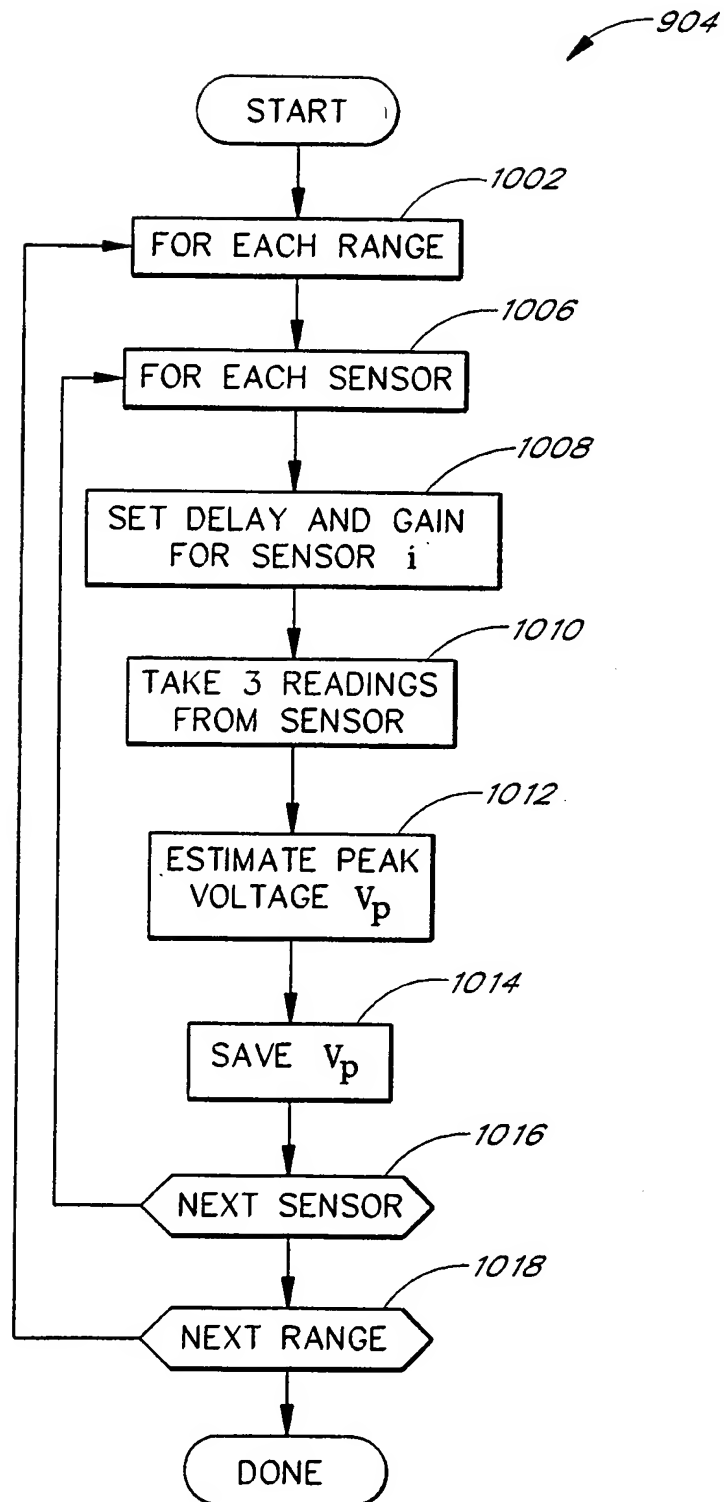 904
START
1002
FOR EACH RANGE
1006
FOR EACH SENSOR
1008
SET DELAY AND GAIN
FOR SENSOR i
1010
TAKE 3 READINGS
FROM SENSOR
1012
ESTIMATE PEAK
VOLTAGE Vp
1014
SAVE Vp
1016
NEXT SENSOR
1018
NEXT RANGE
DONE